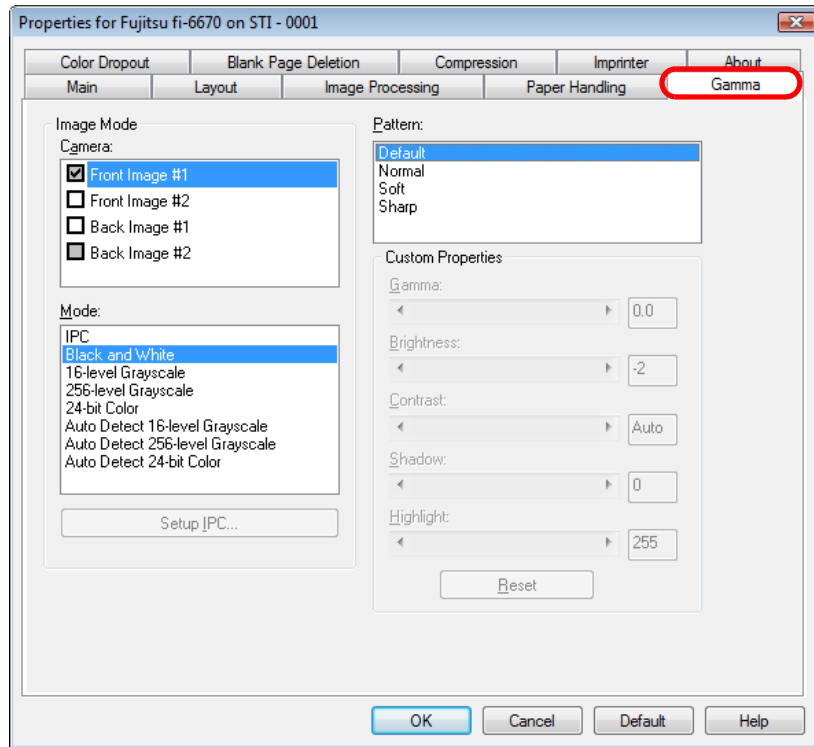 Properties for Fujitsu fi-6670 on STI - 0001
Color Dropout
Blank Page Deletion
Compression
Imprinter
About
Main
Layout
Image Processing
Paper Handling
Gamma
Image Mode
Camera:
Front Image #1
Front Image #2
Back Image #1
Back Image #2
Mode:
IPC
Black and White
16-level Grayscale
256-level Grayscale
24-bit Color
Auto Detect 16-level Grayscale
Auto Detect 256-level Grayscale
Auto Detect 24-bit Color
Setup IPC...
Pattern:
Default
Normal
Soft
Sharp
Custom Properties
Gamma:
0.0
Brightness:
-2
Contrast:
Auto
Shadow:
0
Highlight:
255
Reset
OK
Cancel
Default
Help